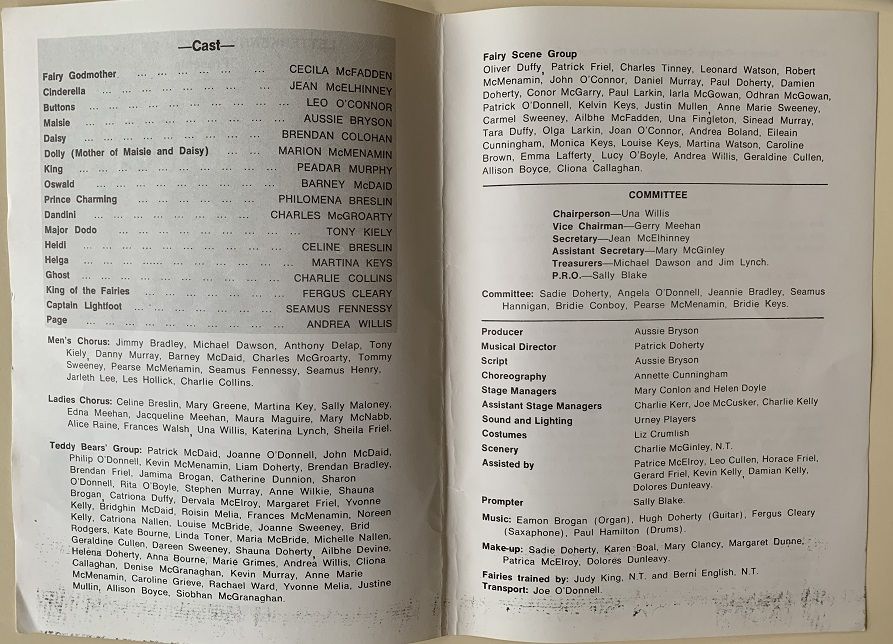 —Cast—
Fairy Godmother ... ... ... ... ... ... CECILA McFADDEN
Cinderella ... ... ... ... ... ... ... JEAN McELHINNEY
Buttons ... ... ... ... ... ... ... LEO O'CONNOR
Maisie ... ... ... ... ... ... ... AUSSIE BRYSON
Daisy ... ... ... ... ... ... ... BRENDAN COLOHAN
Dolly (Mother of Maisie and Daisy) ... ... ... MARION McMENAMIN
King ... ... ... ... ... ... ... PEADAR MURPHY
Oswald ... ... ... ... ... ... ... BARNEY McDAID
Prince Charming ... ... ... ... ... PHILOMENA BRESLIN
Dandini ... ... ... ... ... ... CHARLES McGROARTY
Major Dodo ... ... ... ... ... ... ... TONY KIELY
Heidi ... ... ... ... ... ... ... CELINE BRESLIN
Helga ... ... ... ... ... ... ... MARTINA KEYS
Ghost ... ... ... ... ... ... ... CHARLIE COLLINS
King of the Fairies ... ... ... ... ... FERGUS CLEARY
Captain Lightfoot ... ... ... ... ... SEAMUS FENNESSY
Page ... ... ... ... ... ... ... ANDREA WILLIS
Men's Chorus: Jimmy Bradley, Michael Dawson, Anthony Delap, Tony
Kiely, Danny Murray, Barney McDaid, Charles McGroarty, Tommy
Sweeney, Pearse McMenamin, Seamus Fennessy, Seamus Henry,
Jarleth Lee, Les Hollick, Charlie Collins.
Ladies Chorus: Celine Breslin, Mary Greene, Martina Key, Sally Maloney,
Edna Meehan, Jacqueline Meehan, Maura Maguire, Mary McNabb,
Alice Raine, Frances Walsh, Una Willis, Katerina Lynch, Sheila Friel.
Teddy Bears' Group: Patrick McDaid, Joanne O'Donnell, John McDaid,
Philip O'Donnell, Kevin McMenamin, Liam Doherty, Brendan Bradley,
Brendan Friel, Jamima Brogan, Catherine Dunnion, Sharon
O'Donnell, Rita O'Boyle, Stephen Murray, Anne Wilkie, Shauna
Brogan, Catriona Duffy, Dervala McElroy, Margaret Friel, Yvonne
Kelly, Bridghin McDaid, Roisin Melia, Frances McMenamin, Noreen
Kelly, Catriona Nallen, Louise McBride, Joanne Sweeney, Brid
Rodgers, Kate Bourne, Linda Toner, Maria McBride, Michelle Nallen,
Geraldine Cullen, Dareen Sweeney, Shauna Doherty, Ailbhe Devine,
Helena Doherty, Anna Bourne, Marie Grimes, Andrea Willis, Cliona
Callaghan, Denise McGranaghan, Kevin Murray, Anne Marie
McMenamin, Caroline Grieve, Rachael Ward, Yvonne Melia, Justine
Mullin, Allison Boyce, Siobhan McGranaghan.
Fairy Scene Group
Oliver Duffy, Patrick Friel, Charles Tinney, Leonard Watson, Robert
McMenamin, John O'Connor, Daniel Murray, Paul Doherty, Damien
Doherty, Conor McGarry, Paul Larkin, Iarla McGowan, Odhran McGowan,
Patrick O'Donnell, Kelvin Keys, Justin Mullen, Anne Marie Sweeney,
Carmel Sweeney, Ailbhe McFadden, Una Fingleton, Sinead Murray,
Tara Duffy, Olga Larkin, Joan O'Connor, Andrea Boland, Eileain
Cunningham, Monica Keys, Louise Keys, Martina Watson, Caroline
Brown, Emma Lafferty, Lucy O'Boyle, Andrea Willis, Geraldine Cullen,
Allison Boyce, Cliona Callaghan.
COMMITTEE
Chairperson—Una Willis
Vice Chairman—Gerry Meehan
Secretary—Jean McElhinney
Assistant Secretary—Mary McGinley
Treasurers—Michael Dawson and Jim Lynch.
P.R.O.—Sally Blake
Committee: Sadie Doherty, Angela O'Donnell, Jeannie Bradley, Seamus
Hannigan, Bridie Conboy, Pearse McMenamin, Bridie Keys.
Producer Aussie Bryson
Musical Director Patrick Doherty
Script Aussie Bryson
Choreography Annette Cunningham
Stage Managers Mary Conlon and Helen Doyle
Assistant Stage Managers Charlie Kerr, Joe McCusker, Charlie Kelly
Sound and Lighting Urney Players
Costumes Liz Crumlish
Scenery Charlie McGinley, N.T.
Assisted by Patrice McElroy, Leo Cullen, Horace Friel,
Gerard Friel, Kevin Kelly, Damian Kelly,
Dolores Dunleavy.
Prompter Sally Blake.
Music: Eamon Brogan (Organ), Hugh Doherty (Guitar), Fergus Cleary
(Saxophone), Paul Hamilton (Drums).
Make-up: Sadie Doherty, Karen Boal, Mary Clancy, Margaret Dunne,
Patrica McElroy, Dolores Dunleavy.
Fairies trained by: Judy King, N.T. and Berni English, N.T.
Transport: Joe O'Donnell.